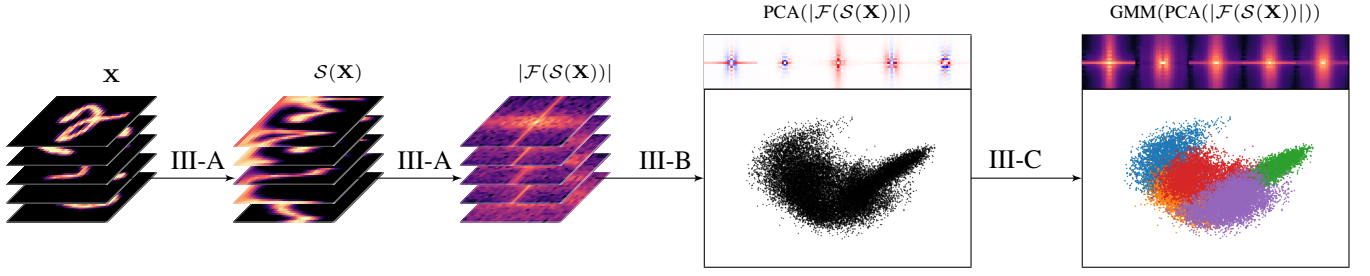 X
III-A
S(X)
III-A
|F(S(X))|
III-B
PCA(|F(S(X))|)
III-C
GMM(PCA(|F(S(X))|))